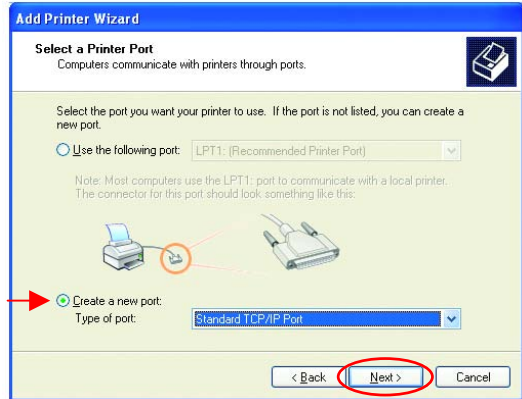 Add Printer Wizard
Select a Printer Port
Computers communicate with printers through ports.
Select the port you want your printer to use. If the port is not listed, you can create a
new port.
Use the following port: LPT1: (Recommended Printer Port)
Note: Most computers use the LPT1: port to communicate with a local printer.
The connector for this port should look something like this:
Create a new port:
Type of port: Standard TCP/IP Port
< Back Next > Cancel